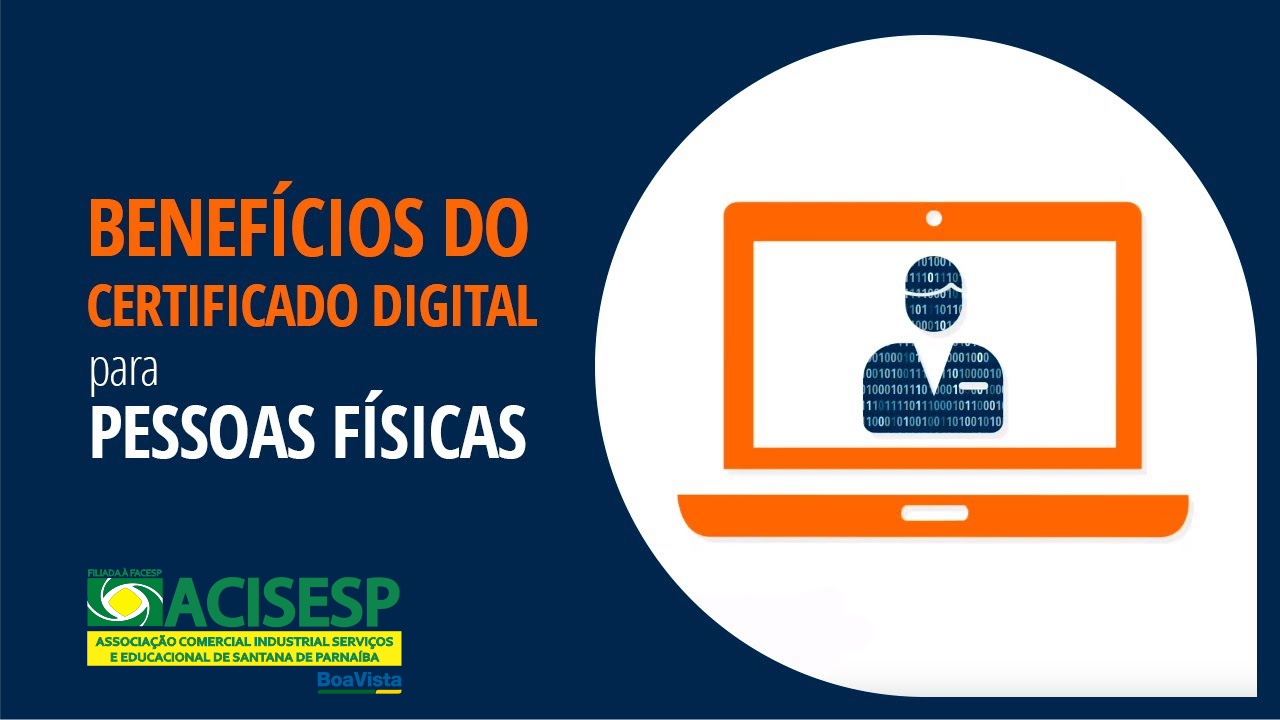 BENEFÍCIOS DO
CERTIFICADO DIGITAL
para
PESSOAS FÍSICAS
FILIADA À FACESP
ACISESP
ASSOCIAÇÃO COMERCIAL INDUSTRIAL SERVIÇOS
E EDUCACIONAL DE SANTANA DE PARNAÍBA
BoaVista